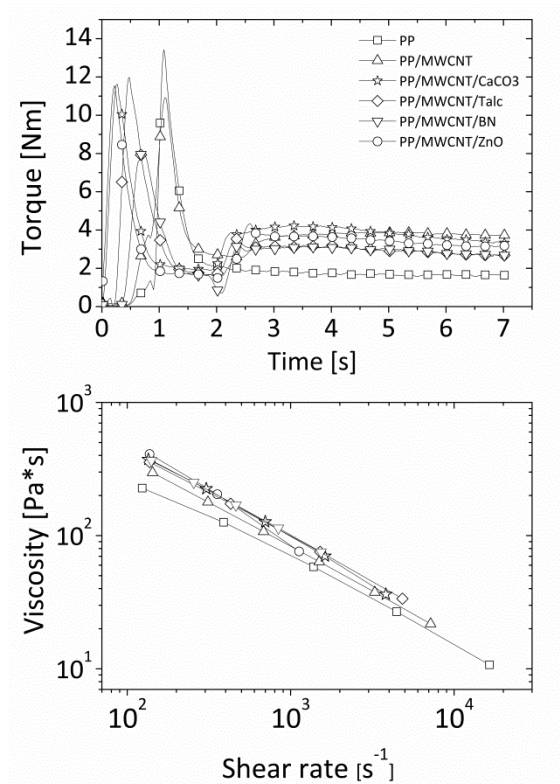 14
12
10
8
6
4
2
0
Torque [Nm]
PP
PP/MWCNT
PP/MWCNT/CaCO3
PP/MWCNT/Talc
PP/MWCNT/BN
PP/MWCNT/ZnO
0 1 2 3 4 5 6 7
Time [s]
10³
10²
10¹
Viscosity [Pa*s]
10² 10³ 10⁴
Shear rate [s⁻¹]